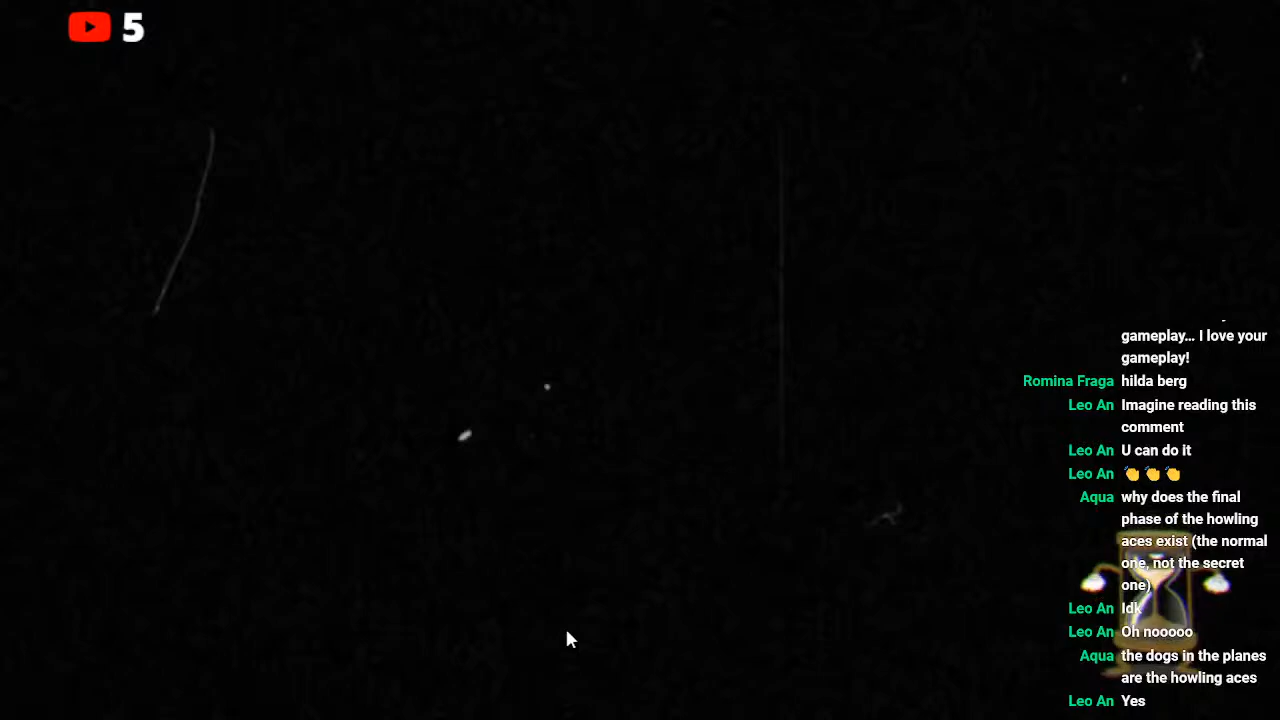 5
gameplay... I love your
gameplay!
Romina Fraga hilda berg
Leo An Imagine reading this
comment
Leo An U can do it
Leo An 👏👏👏
Aqua why does the final
phase of the howling
aces exist (the normal
one, not the secret
one)
Leo An Idk
Leo An Oh nooooo
Aqua the dogs in the planes
are the howling aces
Leo An Yes